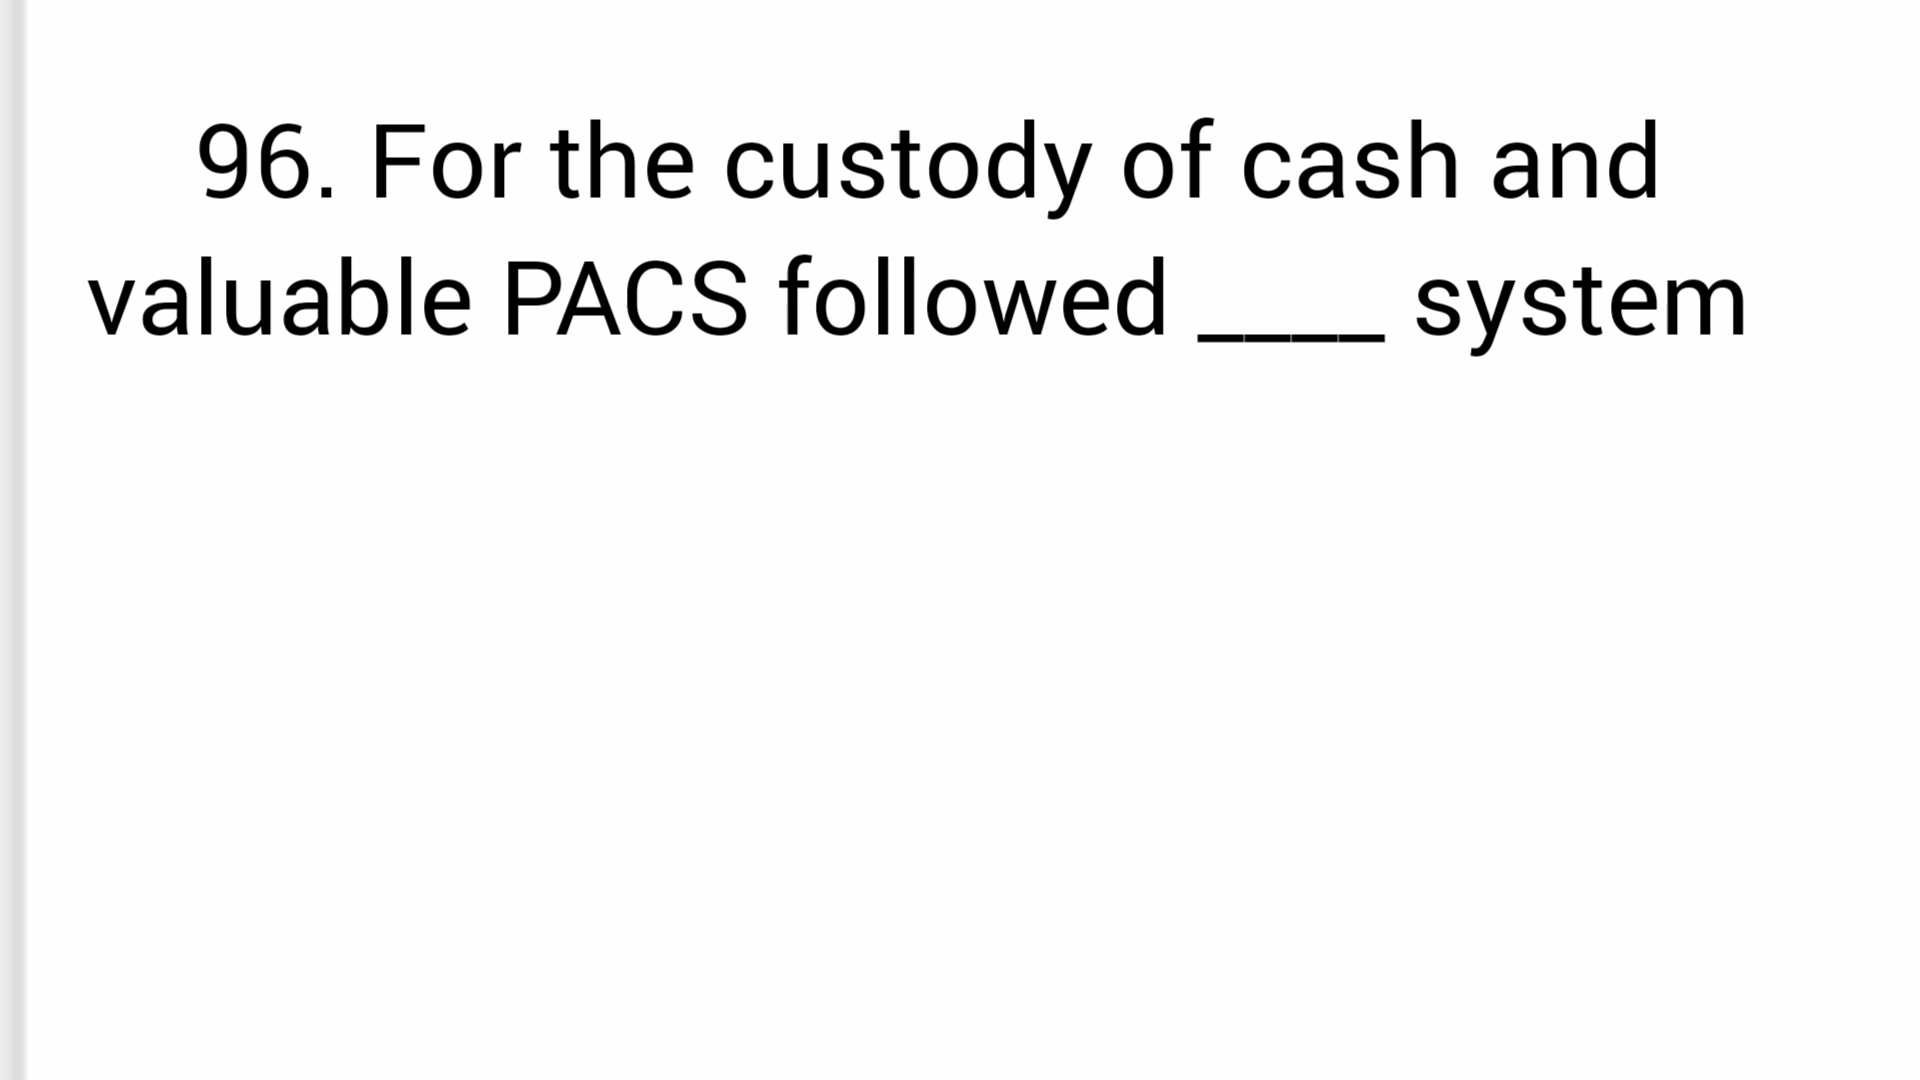 96. For the custody of cash and
valuable PACS followed ____ system